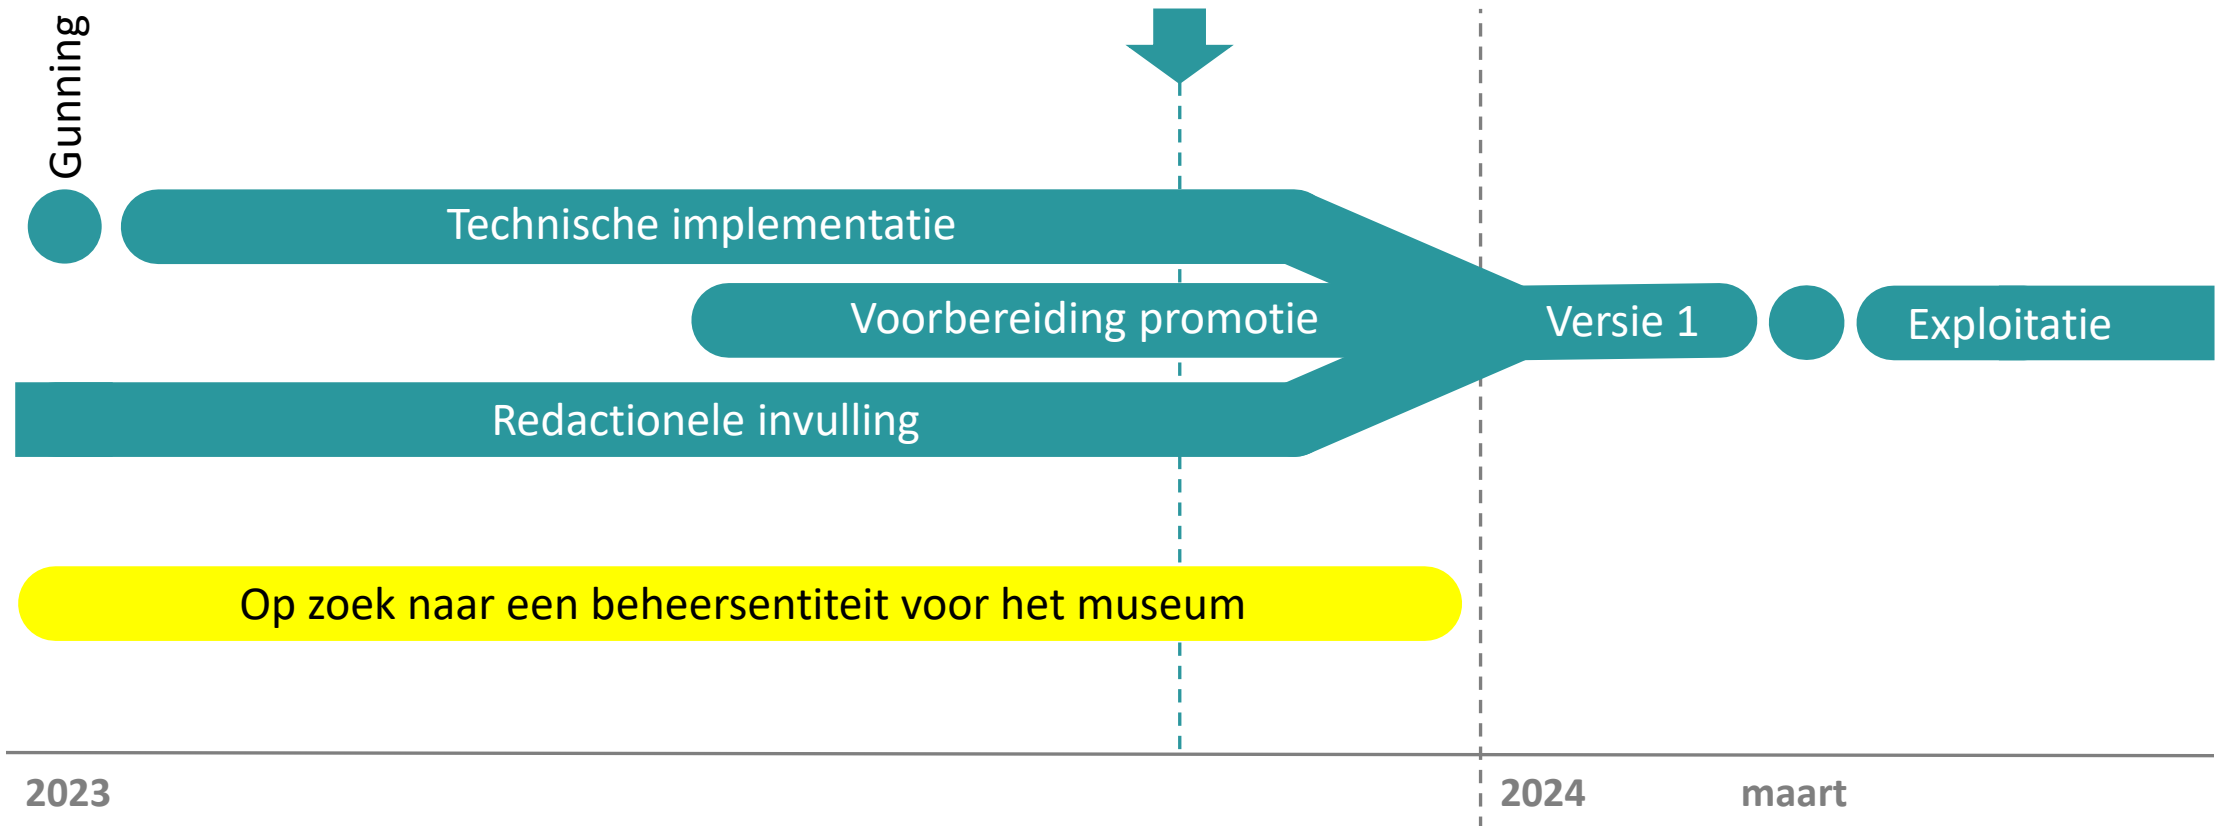 Gunning
Technische implementatie
Voorbereiding promotie
Versie 1
Exploitatie
Redactionele invulling
Op zoek naar een beheersentiteit voor het museum
2023
2024
maart